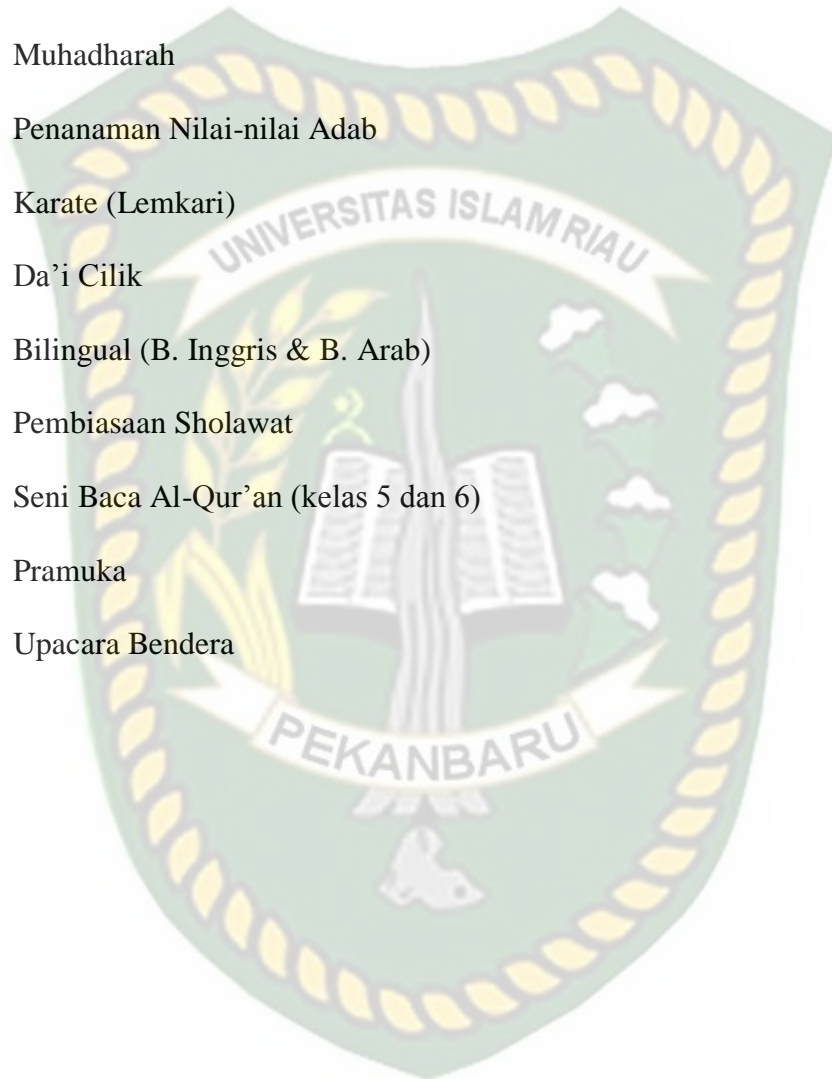 Muhadharah
Penanaman Nilai-nilai Adab
Karate (Lemkari)
UNIVERSITAS ISLAM RIAU
Da’i Cilik
Bilingual (B. Inggris & B. Arab)
Pembiasaan Sholawat
Seni Baca Al-Qur’an (kelas 5 dan 6)
Pramuka
Upacara Bendera
PEKANBARU